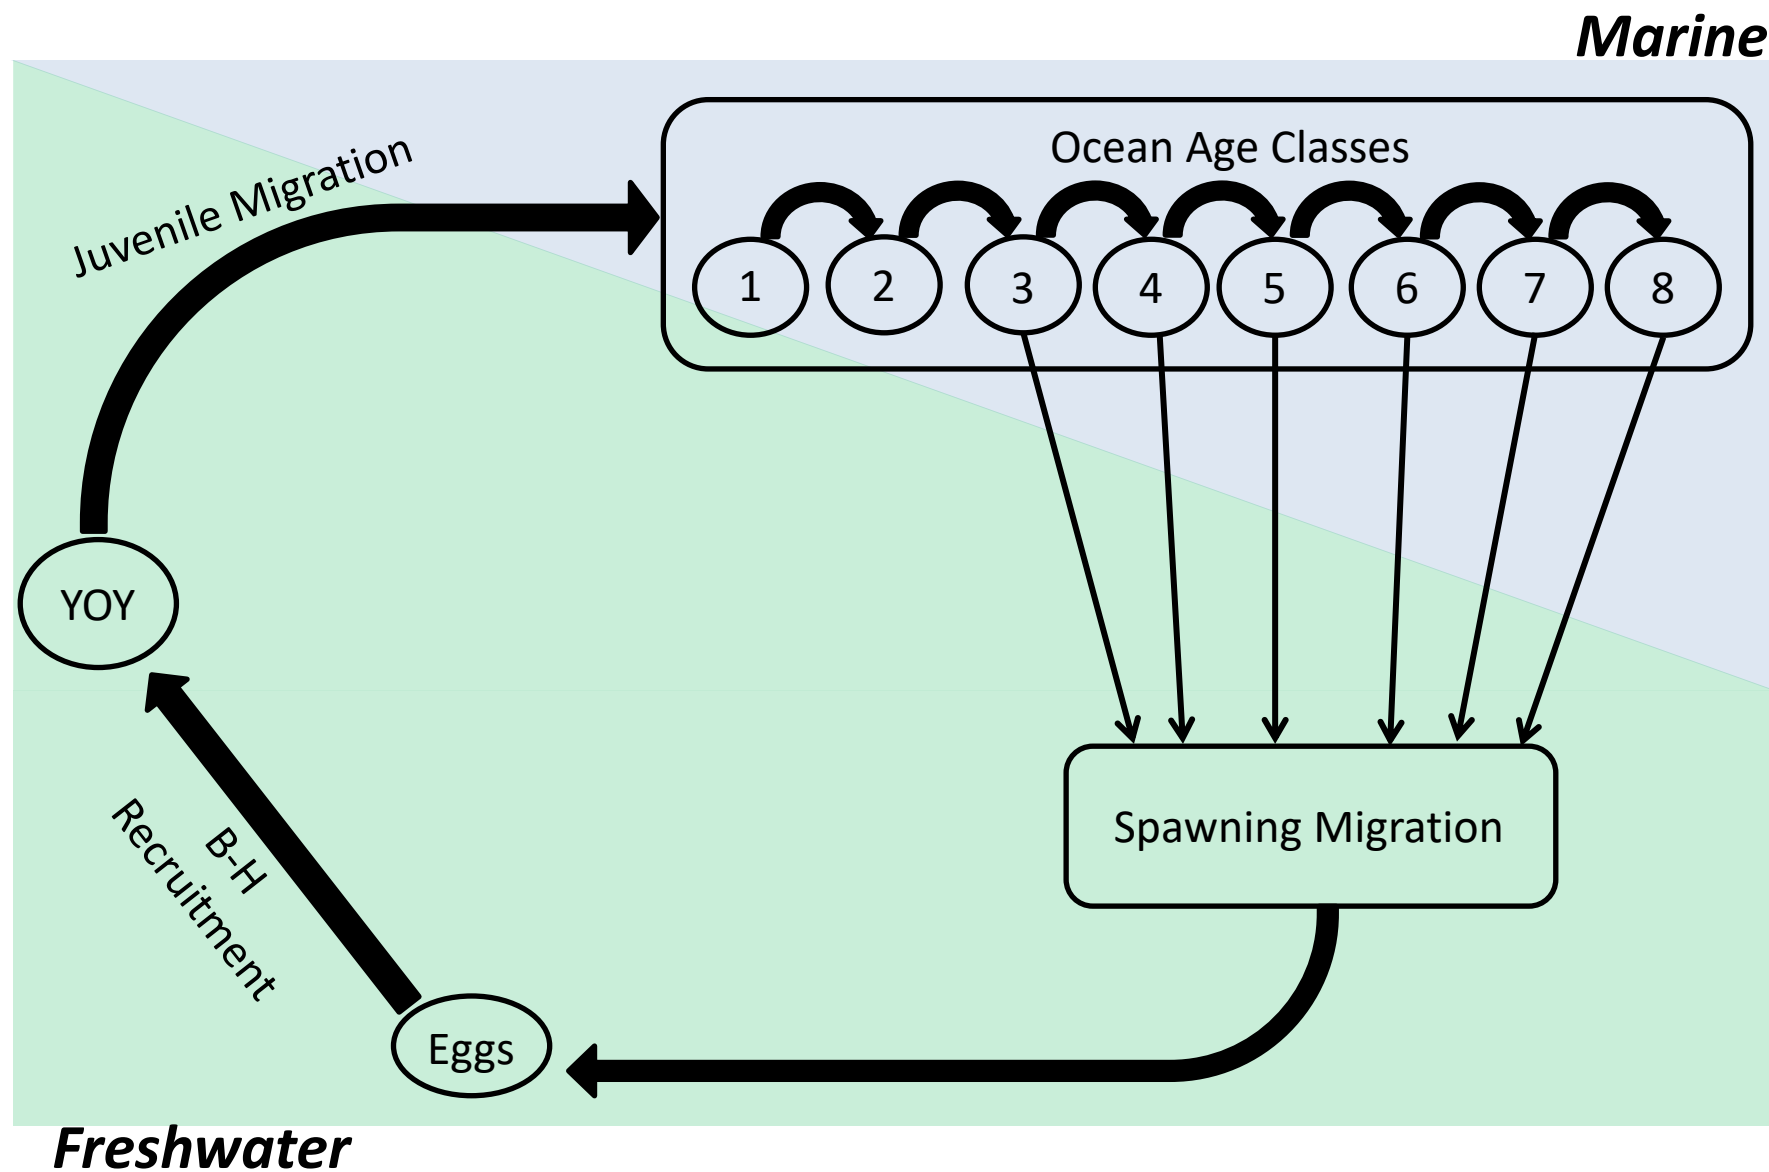 Marine
Ocean Age Classes
Juvenile Migration
1 2 3 4 5 6 7 8
YOY
Spawning Migration
B-H
Recruitment
Eggs
Freshwater